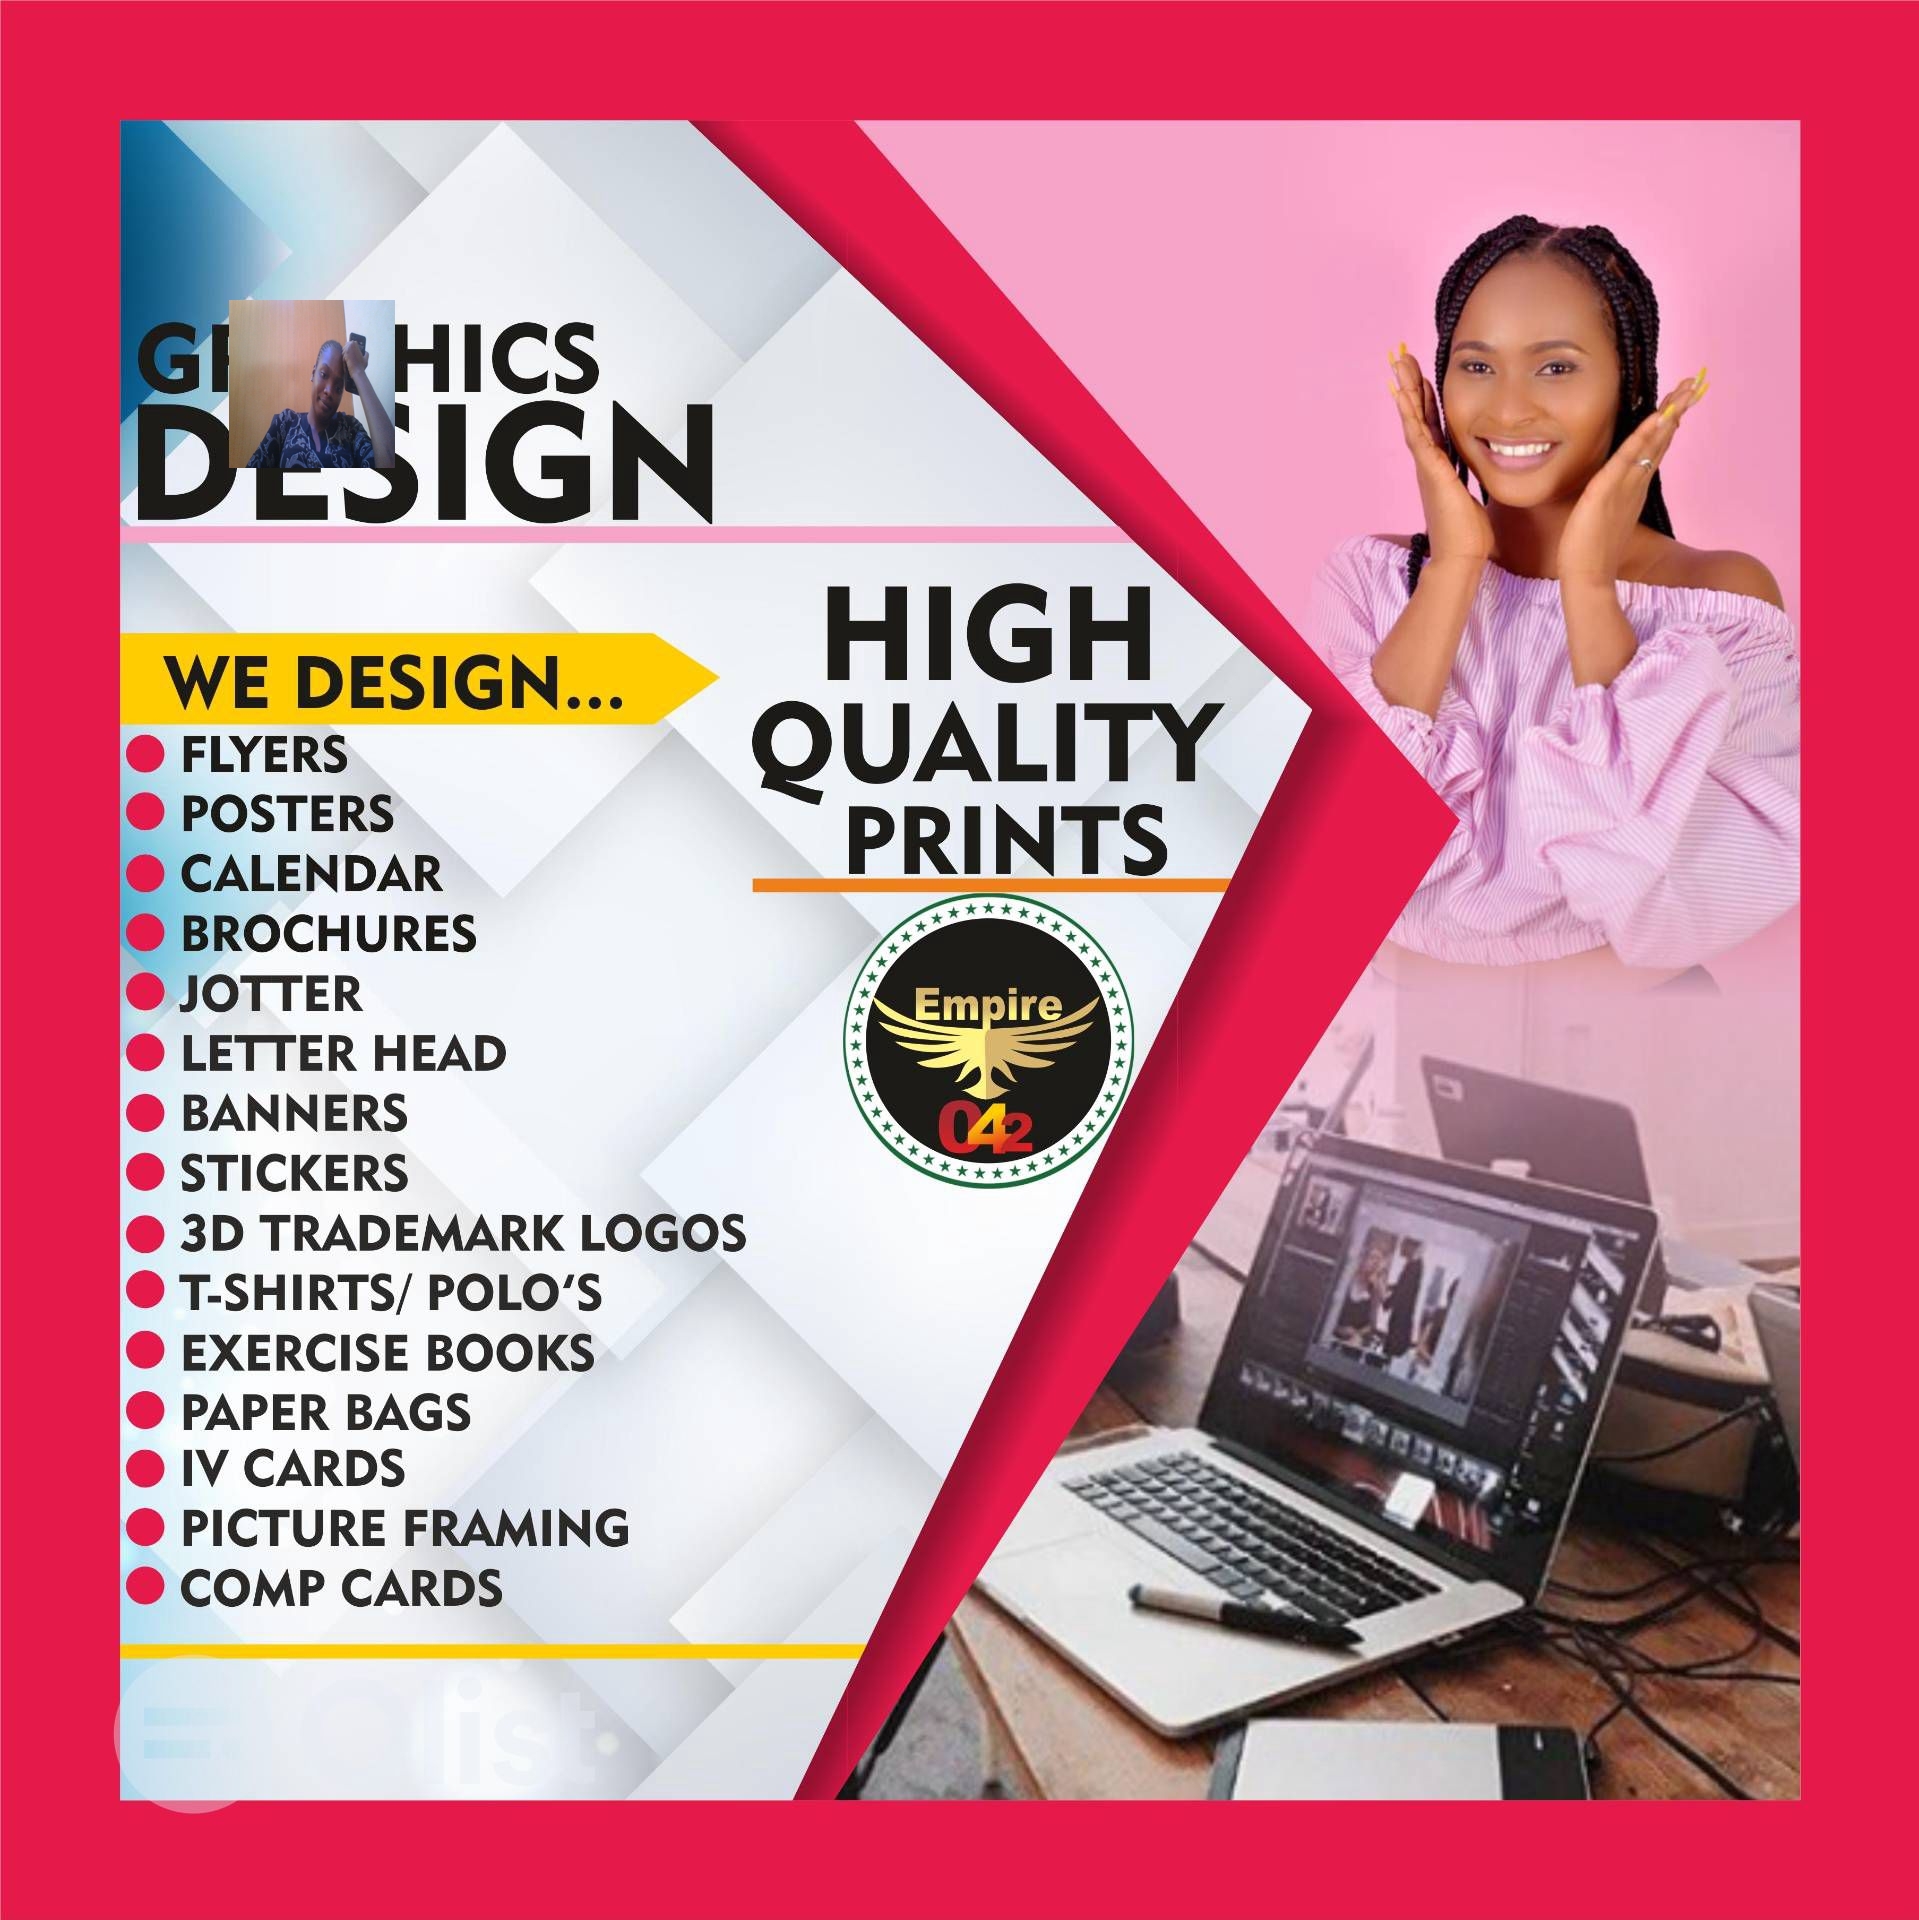 DESIGN
WE DESIGN...
FLYERS
POSTERS
CALENDAR
BROCHURES
JOTTER
LETTER HEAD
BANNERS
STICKERS
3D TRADEMARK LOGOS
T-SHIRTS/ POLO‘S
EXERCISE BOOKS
PAPER BAGS
IV CARDS
PICTURE FRAMING
COMP CARDS
HIGH
QUALITY
PRINTS
Empire
042